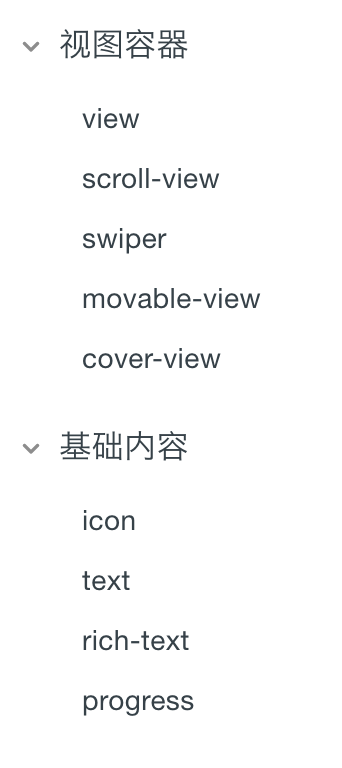 视图容器
view
scroll-view
swiper
movable-view
cover-view
基础内容
icon
text
rich-text
progress